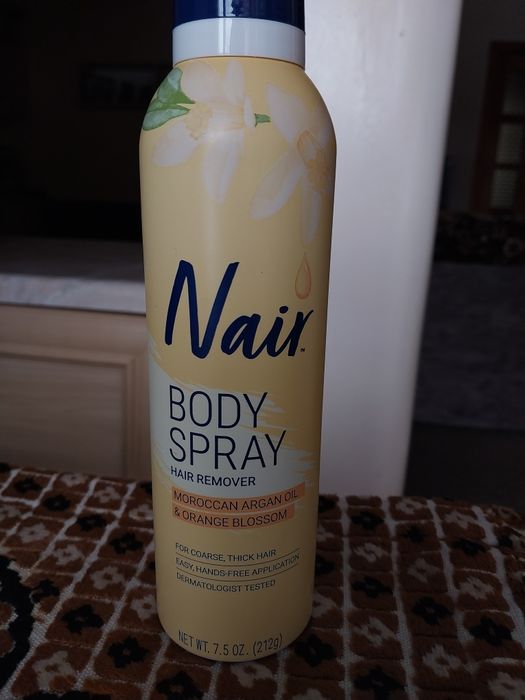 Nair™
BODY
SPRAY
HAIR REMOVER
MOROCCAN ARGAN OIL
& ORANGE BLOSSOM
FOR COARSE, THICK HAIR
EASY, HANDS-FREE APPLICATION
DERMATOLOGIST TESTED
NET WT. 7.5 OZ. (212g)